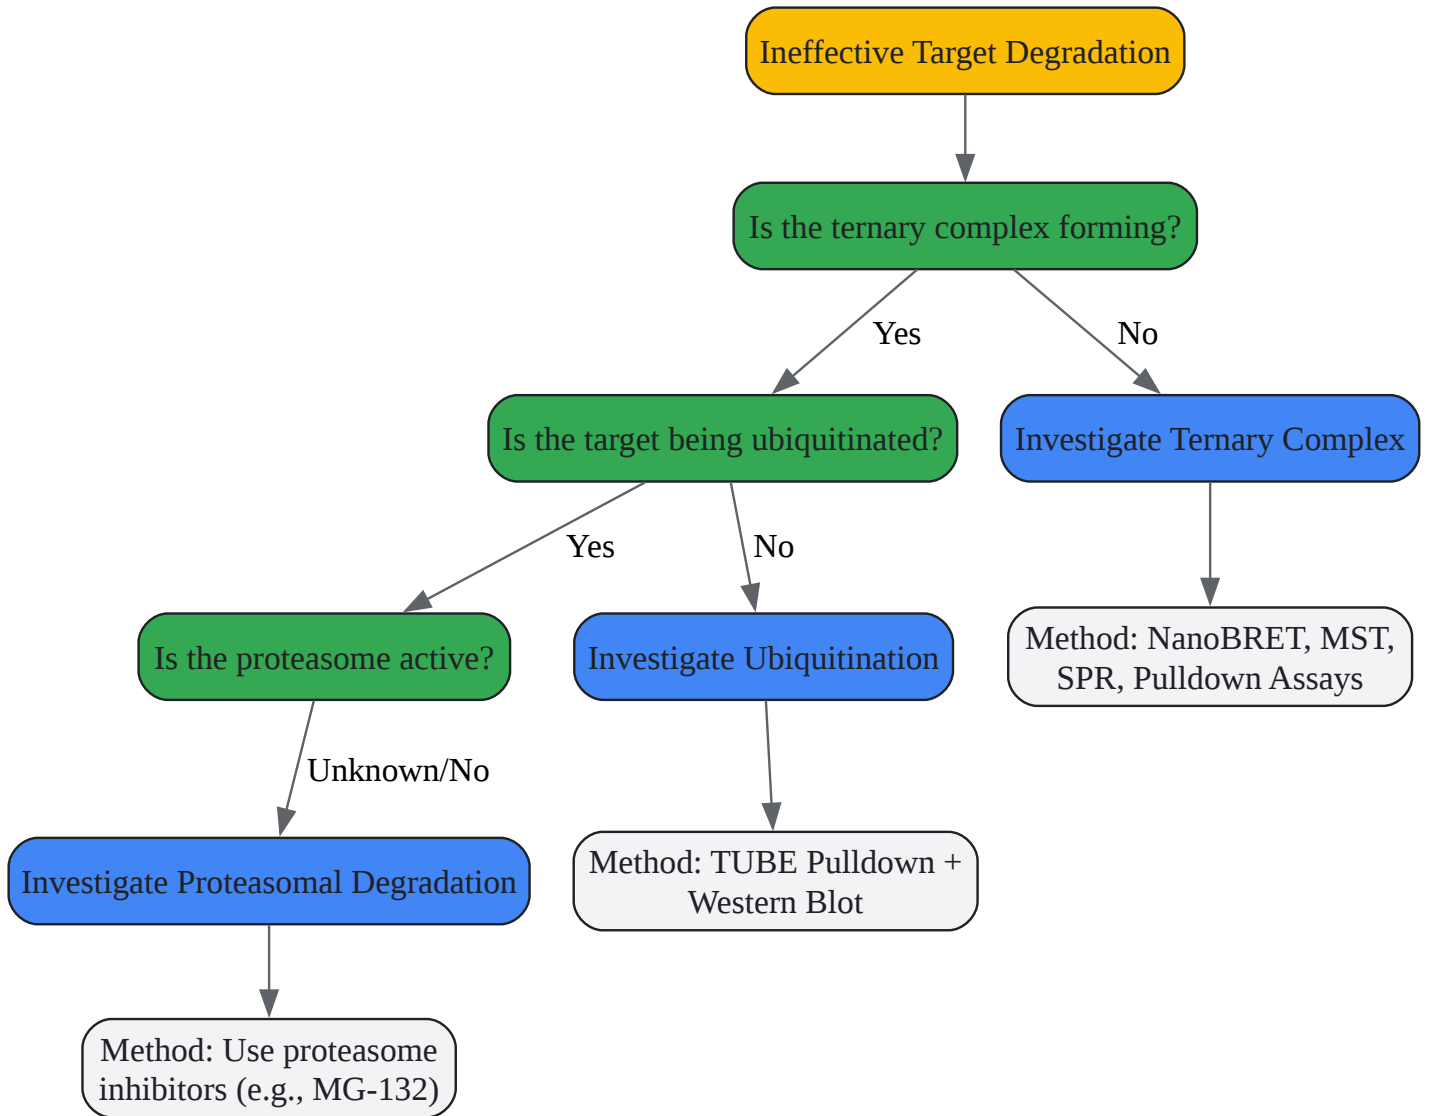 Ineffective Target Degradation
Is the ternary complex forming?
Yes
No
Is the target being ubiquitinated?
Investigate Ternary Complex
Yes
No
Is the proteasome active?
Investigate Ubiquitination
Method: NanoBRET, MST,
SPR, Pulldown Assays
Unknown/No
Investigate Proteasomal Degradation
Method: TUBE Pulldown +
Western Blot
Method: Use proteasome
inhibitors (e.g., MG-132)